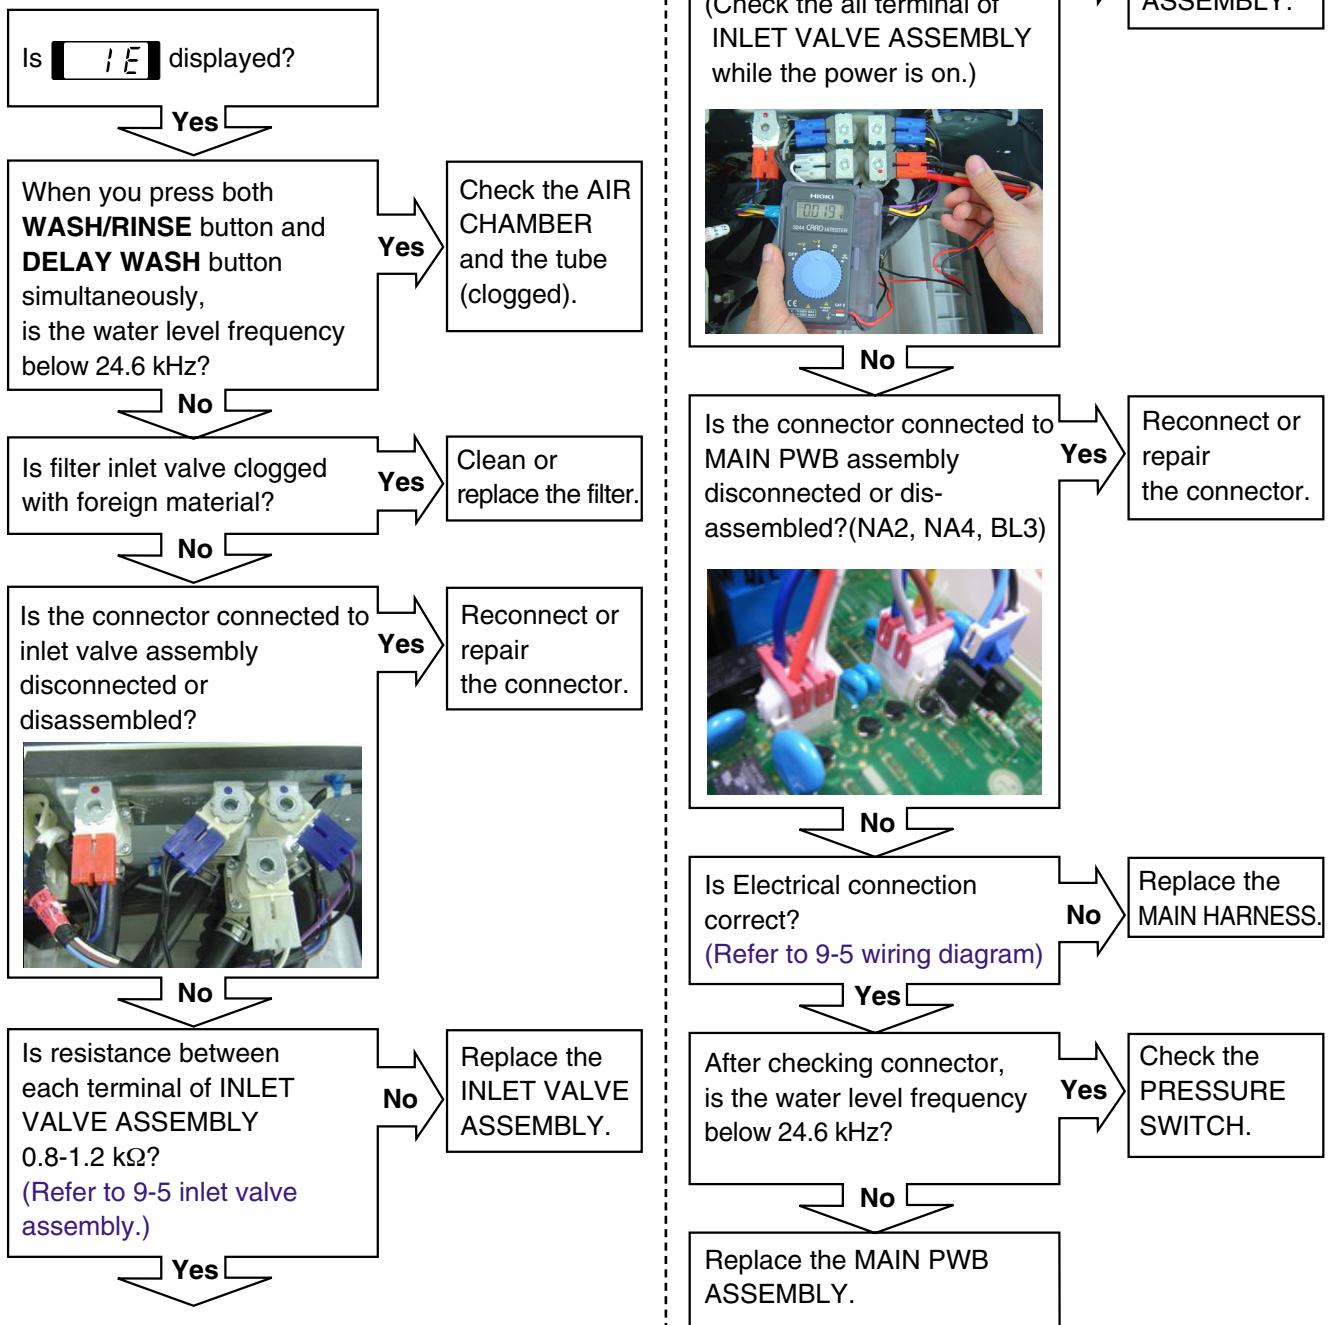 Is 1E displayed?
Yes
When you press both
WASH/RINSE button and
DELAY WASH button
simultaneously,
is the water level frequency
below 24.6 kHz?
Yes
Check the AIR
CHAMBER
and the tube
(clogged).
No
Is filter inlet valve clogged
with foreign material?
Yes
Clean or
replace the filter.
No
Is the connector connected to
inlet valve assembly
disconnected or
disassembled?
Yes
Reconnect or
repair
the connector.
No
Is resistance between
each terminal of INLET
VALVE ASSEMBLY
0.8-1.2 kΩ?
(Refer to 9-5 inlet valve
assembly.)
No
Replace the
INLET VALVE
ASSEMBLY.
Yes
(Check the all terminal of
INLET VALVE ASSEMBLY
while the power is on.)
ASSEMBLY.
HIOKI
0.019
3244 CARD HiTESTER
OFF
CE
No
Is the connector connected to
MAIN PWB assembly
disconnected or dis-
assembled?(NA2, NA4, BL3)
Yes
Reconnect or
repair
the connector.
No
Is Electrical connection
correct?
(Refer to 9-5 wiring diagram)
No
Replace the
MAIN HARNESS.
Yes
After checking connector,
is the water level frequency
below 24.6 kHz?
Yes
Check the
PRESSURE
SWITCH.
No
Replace the MAIN PWB
ASSEMBLY.